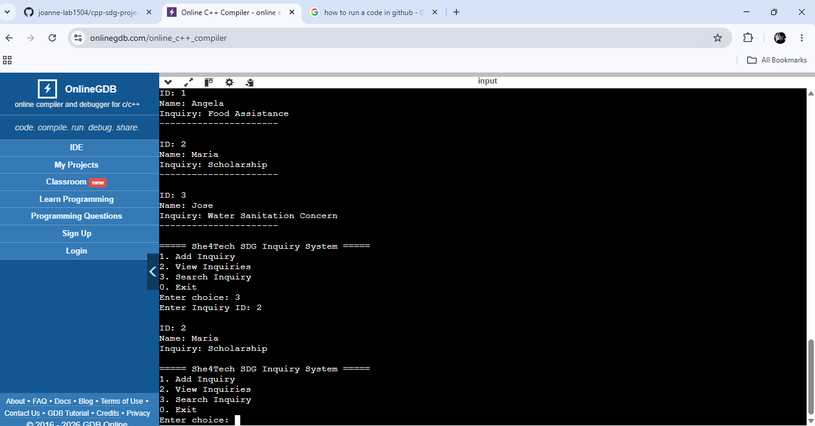 joanne-lab1504/cpp-sdg-proje
Online C++ Compiler - online e
how to run a code in github - G
onlinegdb.com/online_c++_compiler
All Bookmarks
OnlineGDB
online compiler and debugger for c/c++
code. compile. run. debug. share.
IDE
My Projects
Classroom new
Learn Programming
Programming Questions
Sign Up
Login
About • FAQ • Docs • Blog • Terms of Use •
Contact Us • GDB Tutorial • Credits • Privacy
© 2016 - 2026 GDB Online
input
ID: 1
Name: Angela
Inquiry: Food Assistance
-----------------------
ID: 2
Name: Maria
Inquiry: Scholarship
-----------------------
ID: 3
Name: Jose
Inquiry: Water Sanitation Concern
-----------------------
===== She4Tech SDG Inquiry System =====
1. Add Inquiry
2. View Inquiries
3. Search Inquiry
0. Exit
Enter choice: 3
Enter Inquiry ID: 2
ID: 2
Name: Maria
Inquiry: Scholarship
===== She4Tech SDG Inquiry System =====
1. Add Inquiry
2. View Inquiries
3. Search Inquiry
0. Exit
Enter choice: